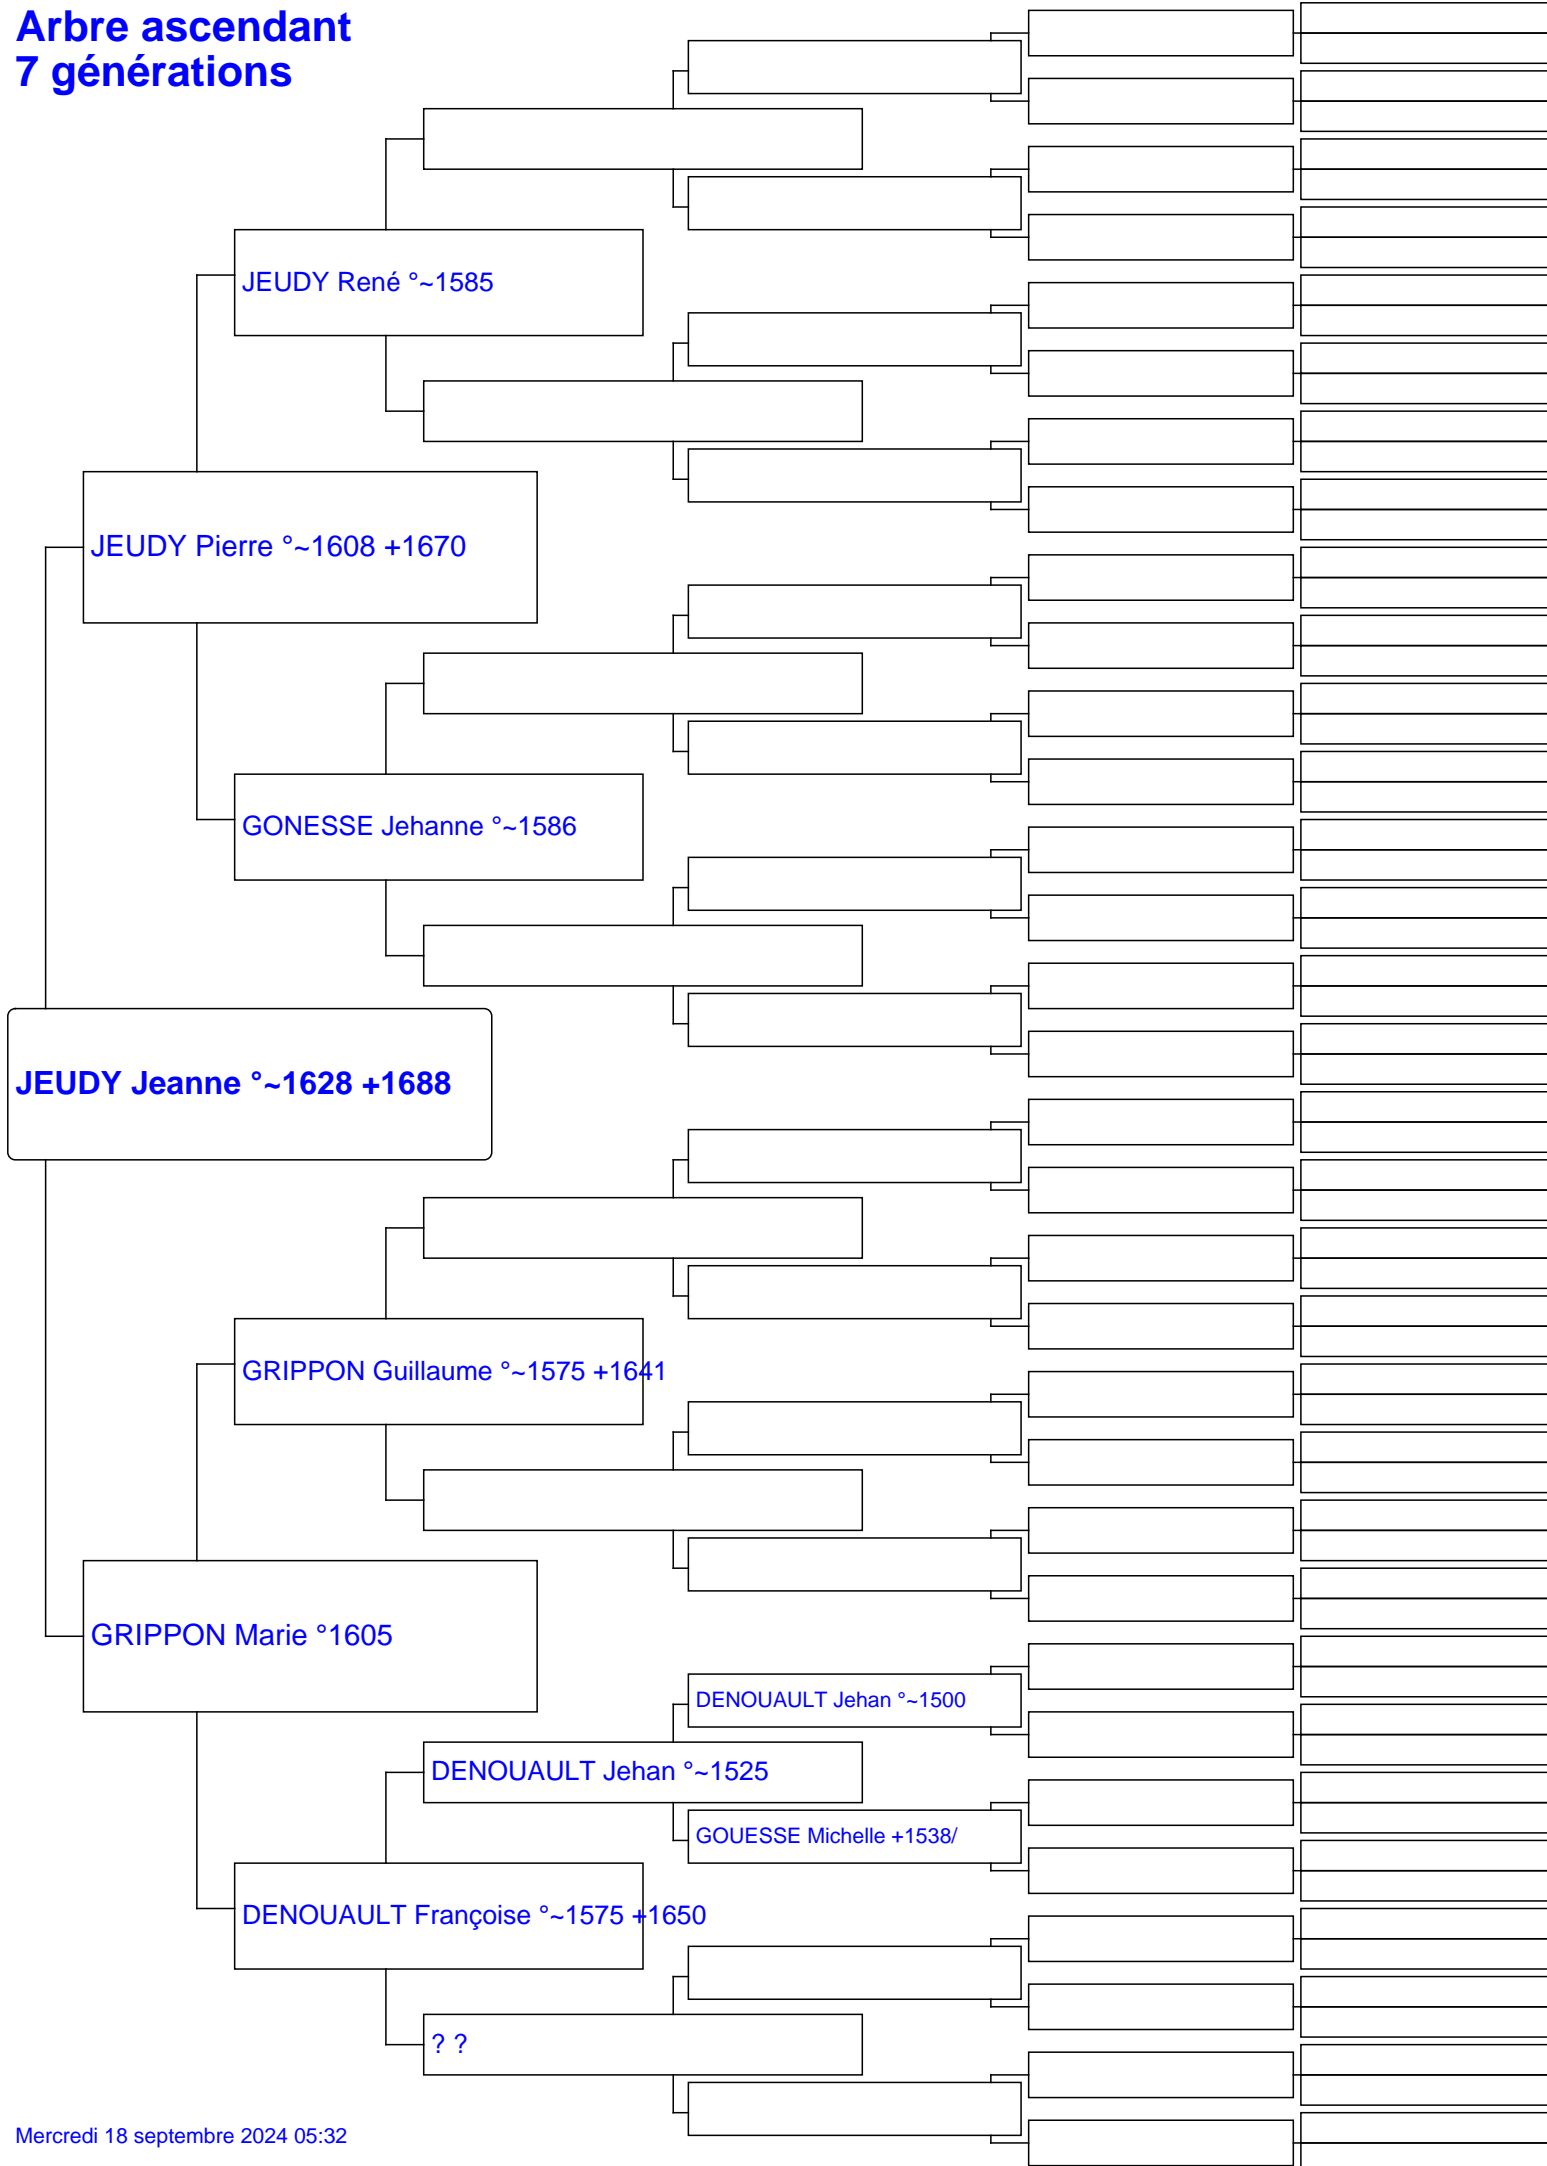 Arbre ascendant
7 générations
JEUDY René °~1585
JEUDY Pierre °~1608 +1670
GONESSE Jehanne °~1586
JEUDY Jeanne °~1628 +1688
GRIPPON Guillaume °~1575 +1641
GRIPPON Marie °1605
DENOUAULT Jehan °~1500
DENOUAULT Jehan °~1525
GOUESSE Michelle +1538/
DENOUAULT Françoise °~1575 +1650
? ?
Mercredi 18 septembre 2024 05:32